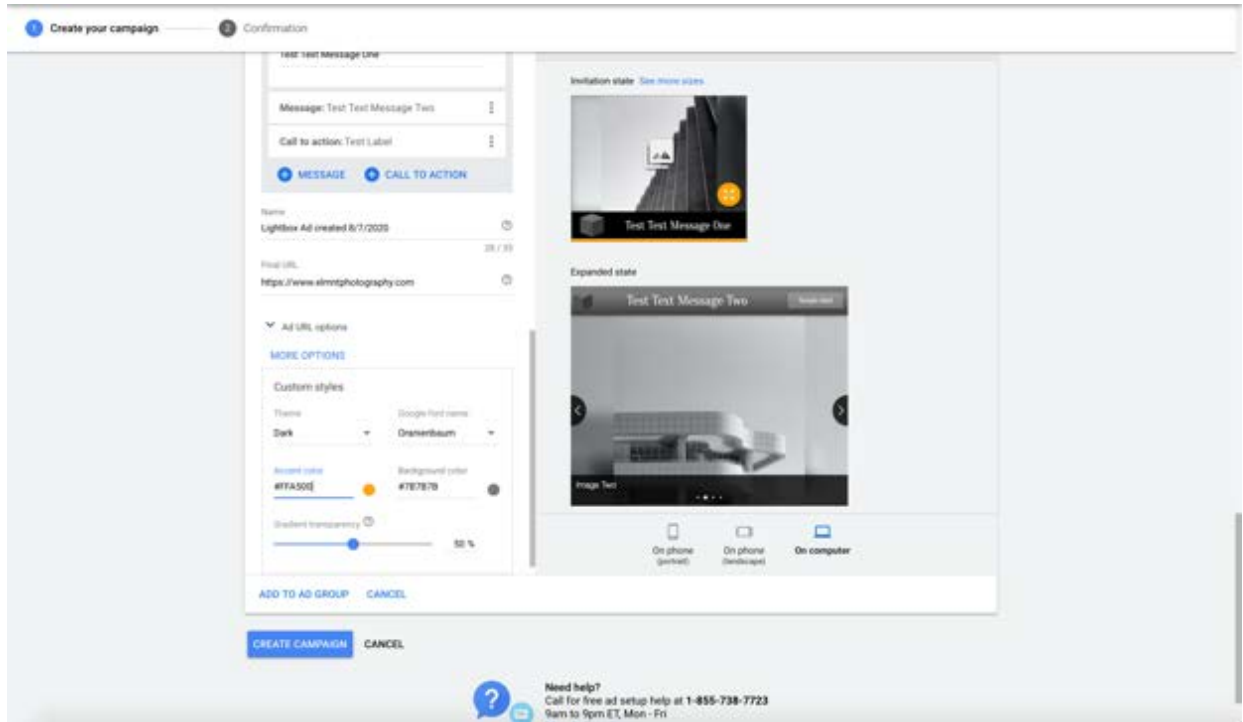 1 Create your campaign
2 Confirmation
Test Text Message One
Message: Test Text Message Two
Call to action: Test Label
MESSAGE
CALL TO ACTION
Name
Lightbox Ad created 8/7/2020
28 / 30
Final URL
https://www.elmntphotography.com
Ad URL options
MORE OPTIONS
Custom styles
Theme
Google font name
Dark
Oranienbaum
Accent color
Background color
#FFA500
#7B7B7B
Gradient transparency
50 %
ADD TO AD GROUP
CANCEL
CREATE CAMPAIGN
CANCEL
Invitation state See more sizes
Test Text Message One
Expanded state
Test Text Message Two
Image Two
On phone
(portrait)
On phone
(landscape)
On computer
Need help?
Call for free ad setup help at 1-855-738-7723
9am to 9pm ET, Mon - Fri